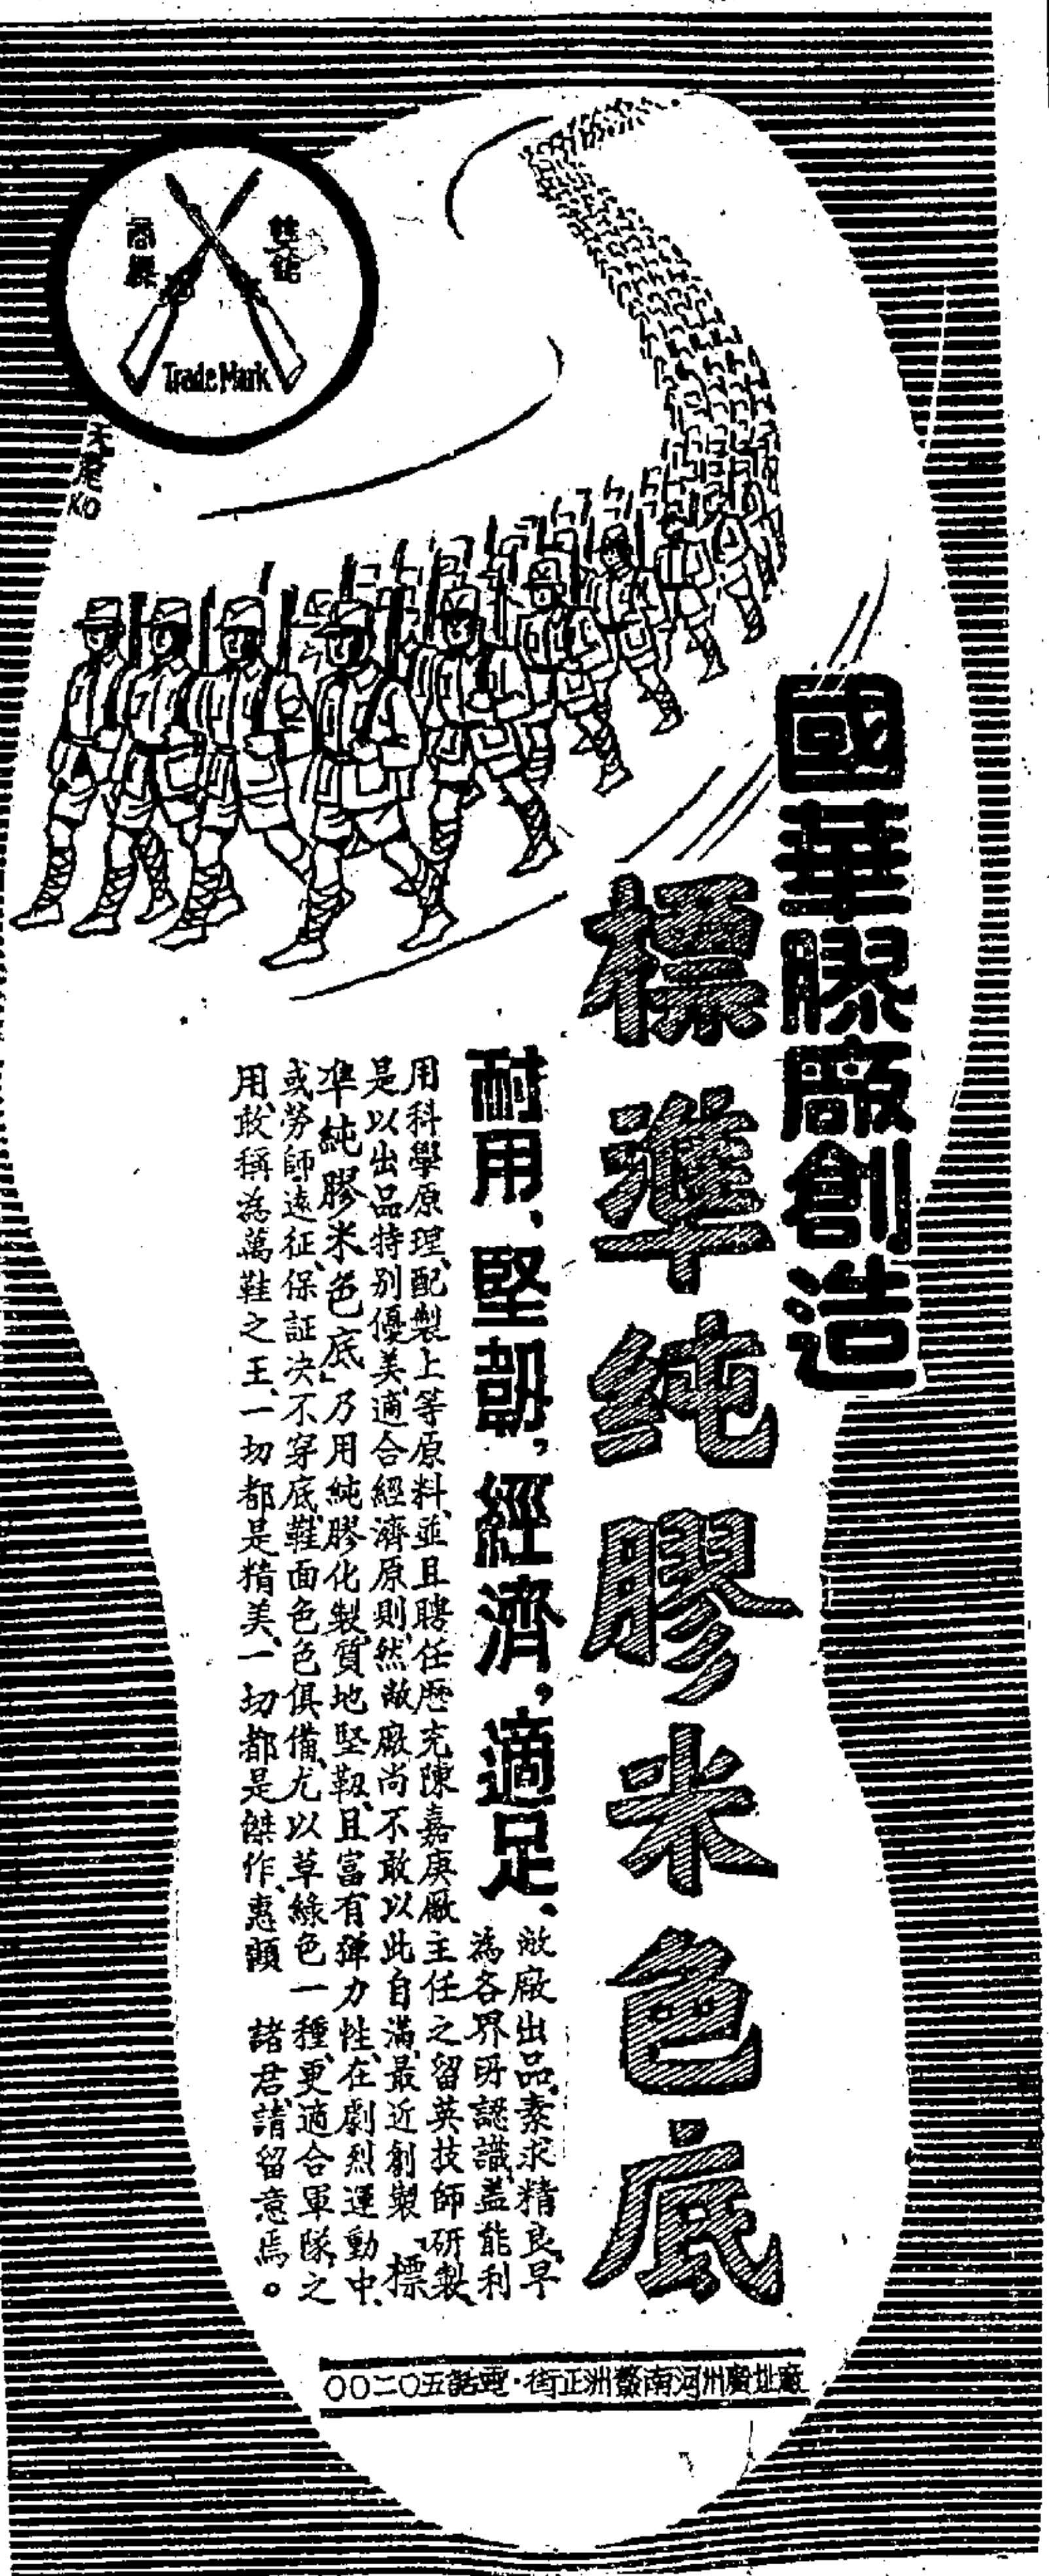 雙鎗
商標
Trade Mark
國華膠廠創造
標準純膠米色底
耐用、堅韌，經濟，適足、
敝廠出品、素求精良、早
為各界所認識、盖能利
用科學原理、配製上等原料、並且聘任歷充陳嘉庚廠主任之留英技師研製、
是以出品特別優美、適合經濟原則、然敝廠尚不敢以此自滿、最近創製「標
準純膠米色底」乃用純膠化製、質地堅靱、且富有彈力性、在劇烈運動中、
或勞師遠征、保証决不穿底、鞋面色色俱備、尤以草綠色一種、更適合軍隊之
用、敢稱為萬鞋之王、一切都是精美、一切都是傑作、惠顧 諸君、請留意焉。
廠址廣州河南鰲洲正街·電話五〇二〇〇